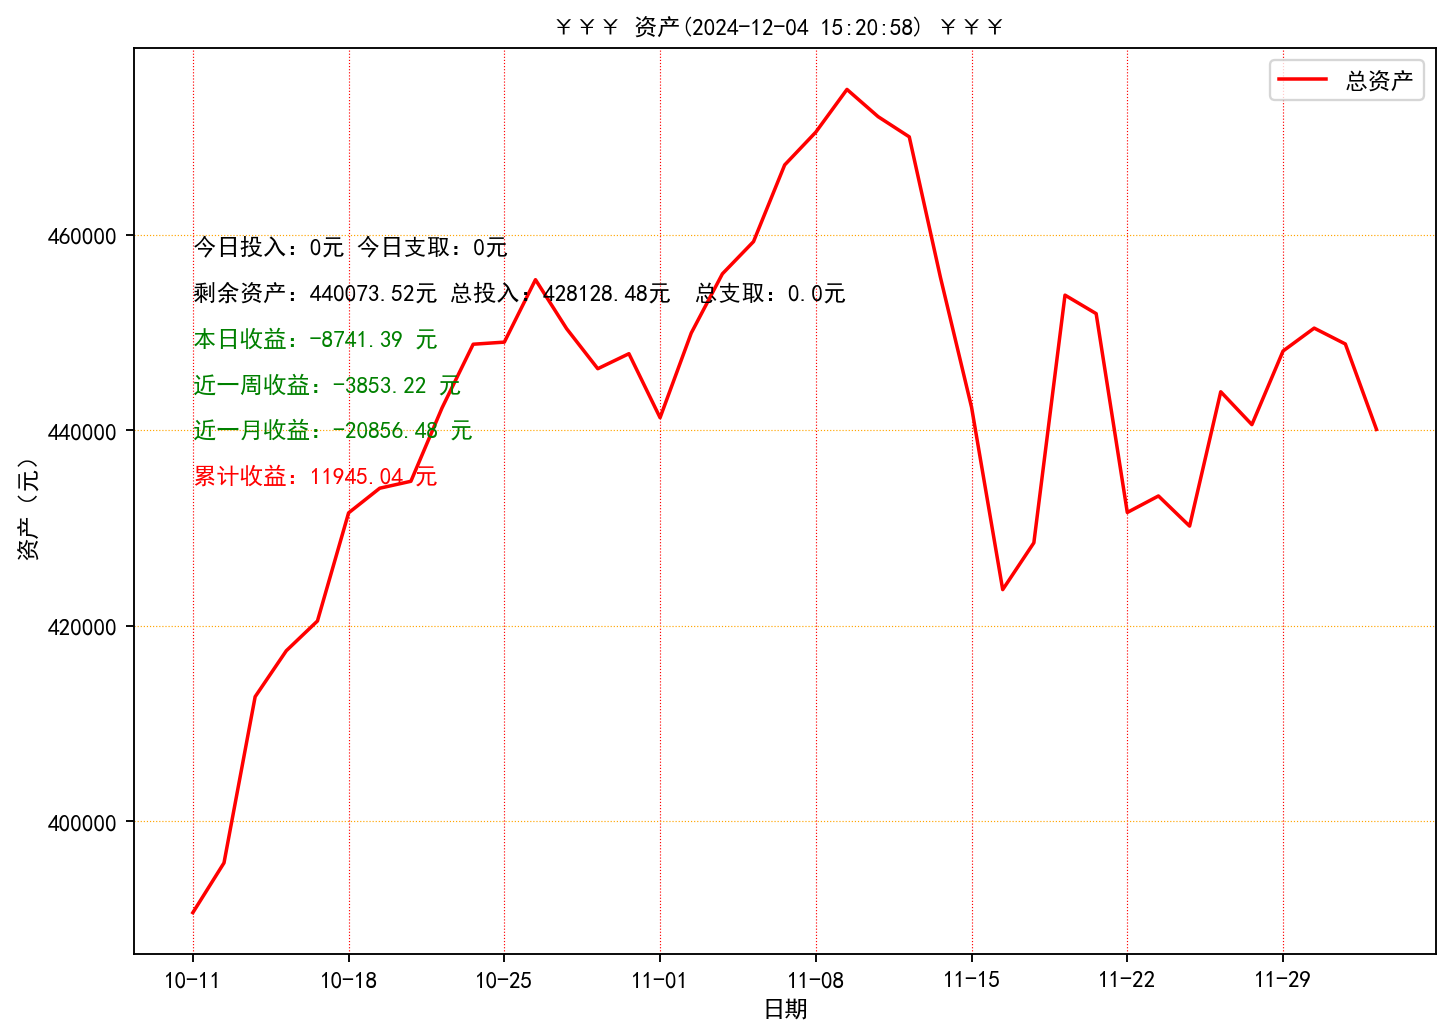 ￥￥￥ 资产(2024-12-04 15:20:58) ￥￥￥
总资产
460000
今日投入：0元 今日支取：0元
剩余资产：440073.52元 总投入：428128.48元 总支取：0.0元
本日收益：-8741.39 元
近一周收益：-3853.22 元
440000
近一月收益：-20856.48 元
累计收益：11945.04 元
资产（元）
420000
400000
10-11 10-18 10-25 11-01 11-08 11-15 11-22 11-29
日期